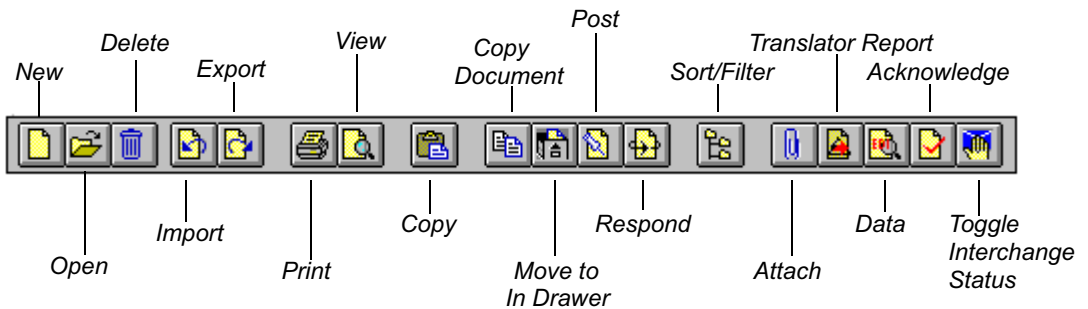 Post
Delete
View
Copy
Document
Translator Report
New
Export
Sort/Filter
Acknowledge
Import
Copy
Respond
Data
Toggle
Interchange
Status
Open
Print
Move to
In Drawer
Attach